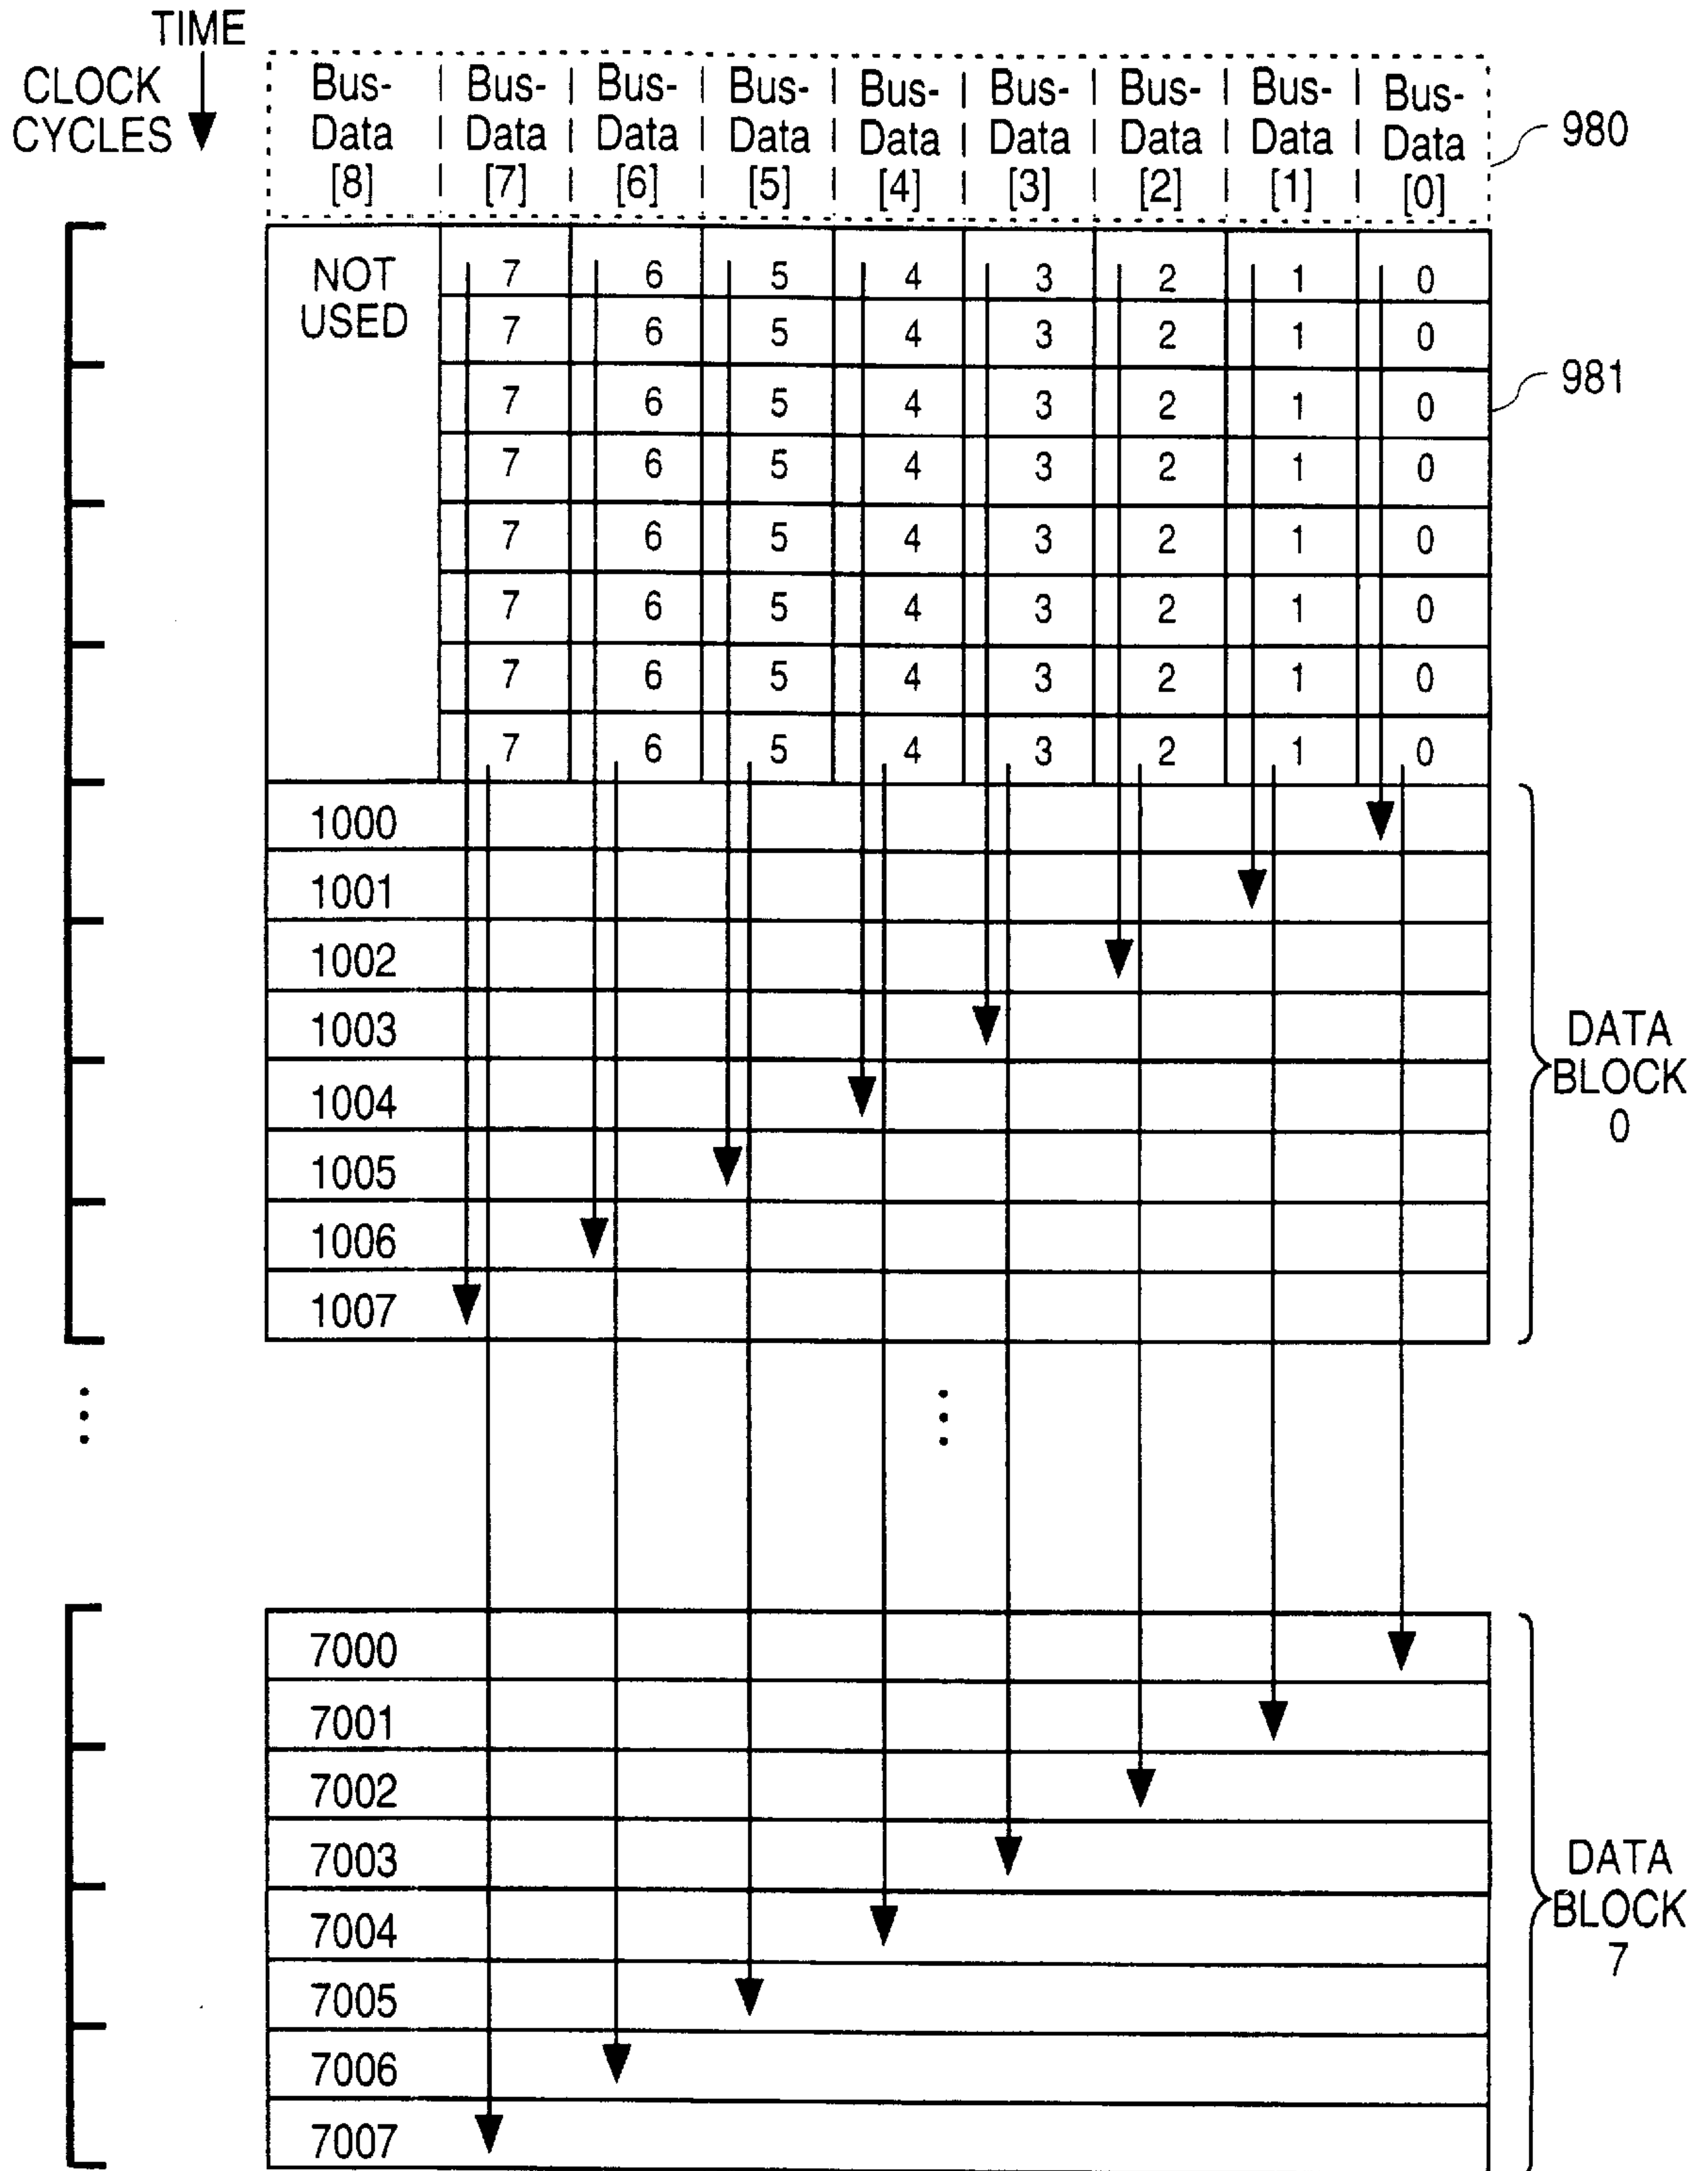 TIME
CLOCK
CYCLES
Bus- Bus- Bus- Bus- Bus- Bus- Bus- Bus- Bus-
Data Data Data Data Data Data Data Data Data
[8] [7] [6] [5] [4] [3] [2] [1] [0]
980
NOT
USED
7 6 5 4 3 2 1 0
7 6 5 4 3 2 1 0
981
7 6 5 4 3 2 1 0
7 6 5 4 3 2 1 0
7 6 5 4 3 2 1 0
7 6 5 4 3 2 1 0
7 6 5 4 3 2 1 0
7 6 5 4 3 2 1 0
1000
1001
1002
1003
1004
1005
1006
1007
DATA
BLOCK
0
7000
7001
7002
7003
7004
7005
7006
7007
DATA
BLOCK
7